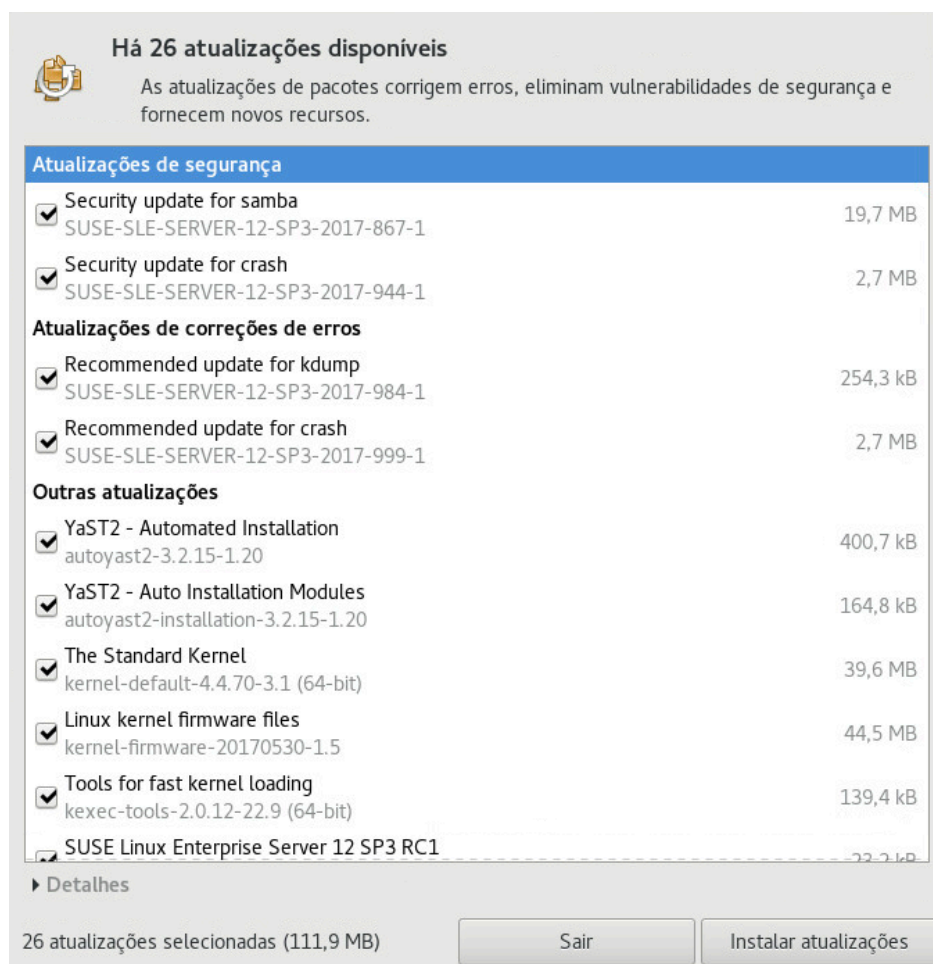 Há 26 atualizações disponíveis
As atualizações de pacotes corrigem erros, eliminam vulnerabilidades de segurança e
fornecem novos recursos.
Atualizações de segurança
Security update for samba
SUSE-SLE-SERVER-12-SP3-2017-867-1
19,7 MB
Security update for crash
SUSE-SLE-SERVER-12-SP3-2017-944-1
2,7 MB
Atualizações de correções de erros
Recommended update for kdump
SUSE-SLE-SERVER-12-SP3-2017-984-1
254,3 kB
Recommended update for crash
SUSE-SLE-SERVER-12-SP3-2017-999-1
2,7 MB
Outras atualizações
YaST2 - Automated Installation
autoyast2-3.2.15-1.20
400,7 kB
YaST2 - Auto Installation Modules
autoyast2-installation-3.2.15-1.20
164,8 kB
The Standard Kernel
kernel-default-4.4.70-3.1 (64-bit)
39,6 MB
Linux kernel firmware files
kernel-firmware-20170530-1.5
44,5 MB
Tools for fast kernel loading
kexec-tools-2.0.12-22.9 (64-bit)
139,4 kB
SUSE Linux Enterprise Server 12 SP3 RC1
Detalhes
26 atualizações selecionadas (111,9 MB)
Sair
Instalar atualizações